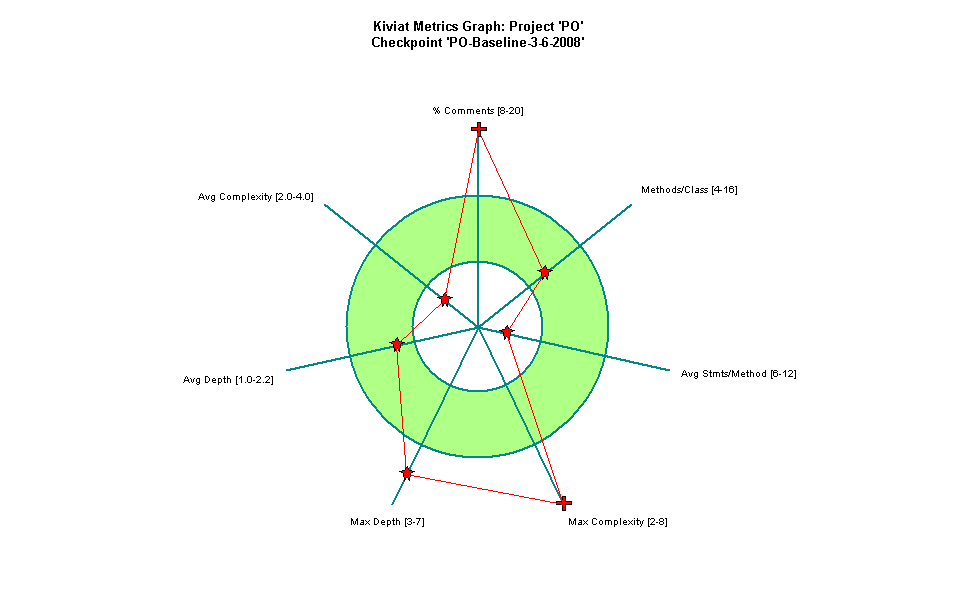 Kiviat Metrics Graph: Project 'PO'
Checkpoint 'PO-Baseline-3-6-2008'
% Comments [8-20]
Methods/Class [4-16]
Avg Complexity [2.0-4.0]
Avg Stmts/Method [6-12]
Avg Depth [1.0-2.2]
Max Depth [3-7]
Max Complexity [2-8]